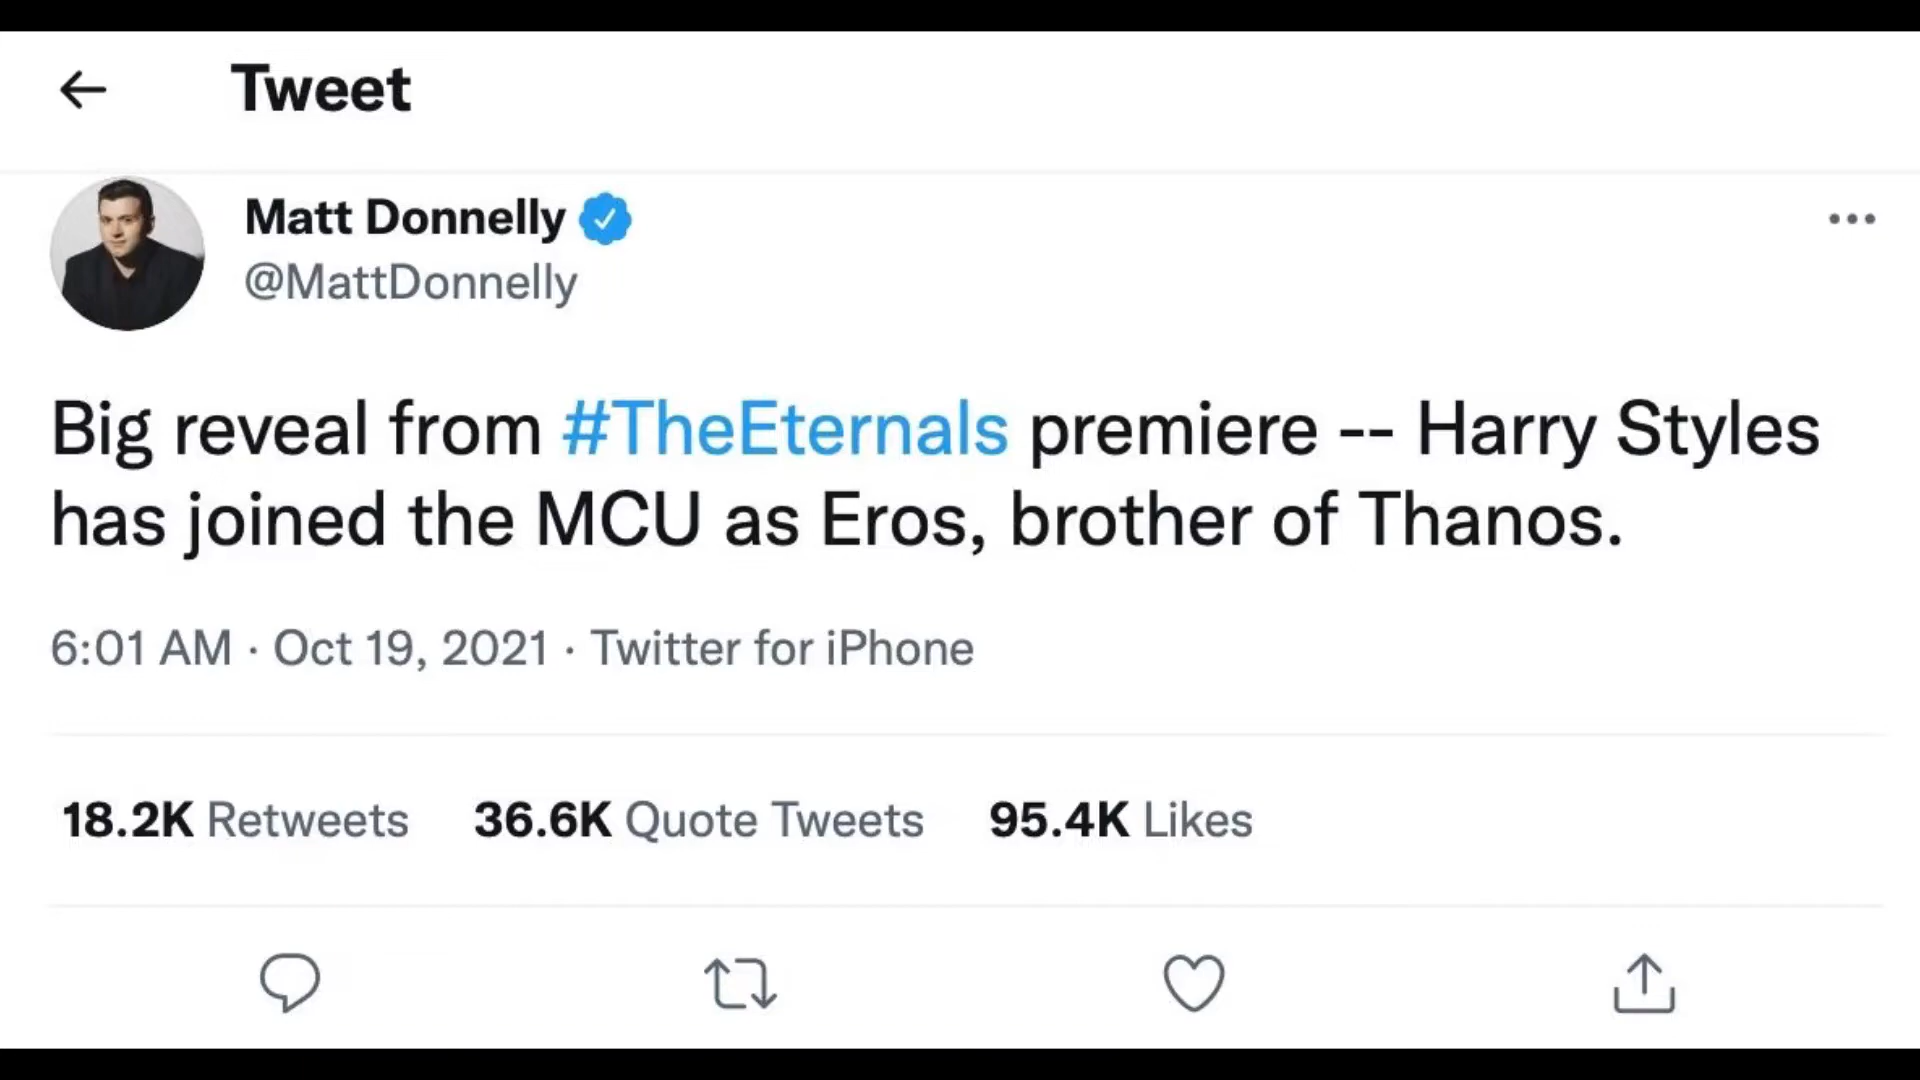 Tweet
Matt Donnelly
@MattDonnelly
Big reveal from #TheEternals premiere -- Harry Styles
has joined the MCU as Eros, brother of Thanos.
6:01 AM · Oct 19, 2021 · Twitter for iPhone
18.2K Retweets 36.6K Quote Tweets 95.4K Likes